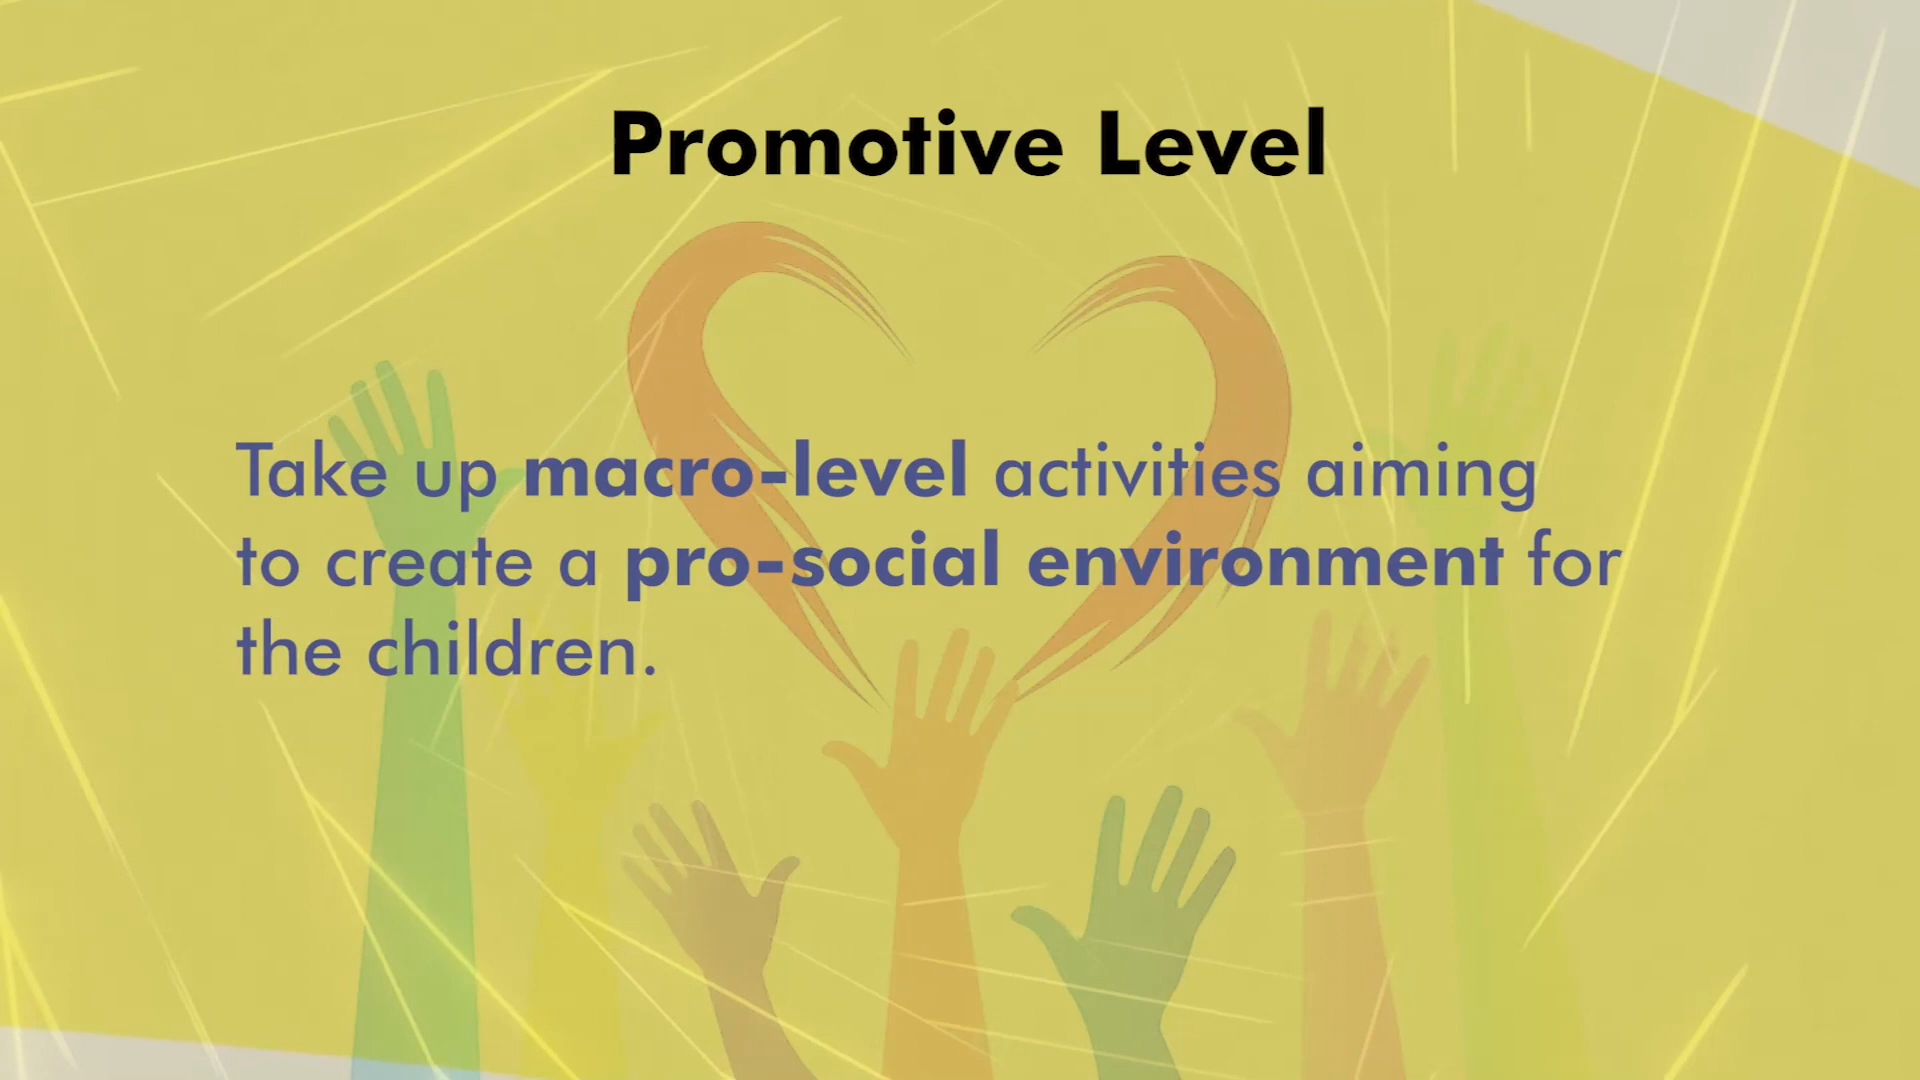 Promotive Level
Take up macro-level activities aiming
to create a pro-social environment for
the children.